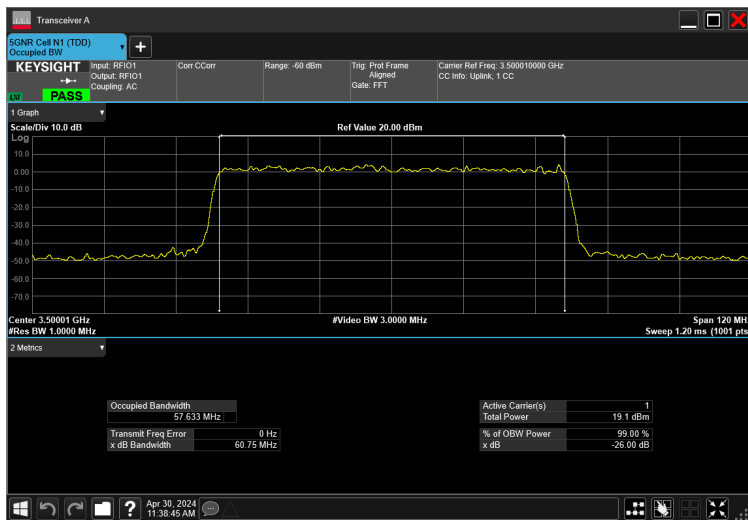 Transceiver A
5GNR Cell N1 (TDD)
Occupied BW
+
KEYSIGHT
LXI
PASS
Input: RFIO1
Output: RFIO1
Coupling: AC
Corr CCorr
Range: -60 dBm
Trig: Prot Frame
Aligned
Gate: FFT
Carrier Ref Freq: 3.500010000 GHz
CC Info: Uplink, 1 CC
1 Graph
Scale/Div 10.0 dB
Ref Value 20.00 dBm
Log
10.0
0.00
-10.0
-20.0
-30.0
-40.0
-50.0
-60.0
-70.0
Center 3.50001 GHz
#Video BW 3.0000 MHz
Span 120 MH
#Res BW 1.0000 MHz
Sweep 1.20 ms (1001 pts
2 Metrics
Occupied Bandwidth
57.633 MHz
Transmit Freq Error 0 Hz
x dB Bandwidth 60.75 MHz
Active Carrier(s) 1
Total Power 19.1 dBm
% of OBW Power 99.00 %
x dB -26.00 dB
?
Apr 30, 2024
11:38:45 AM